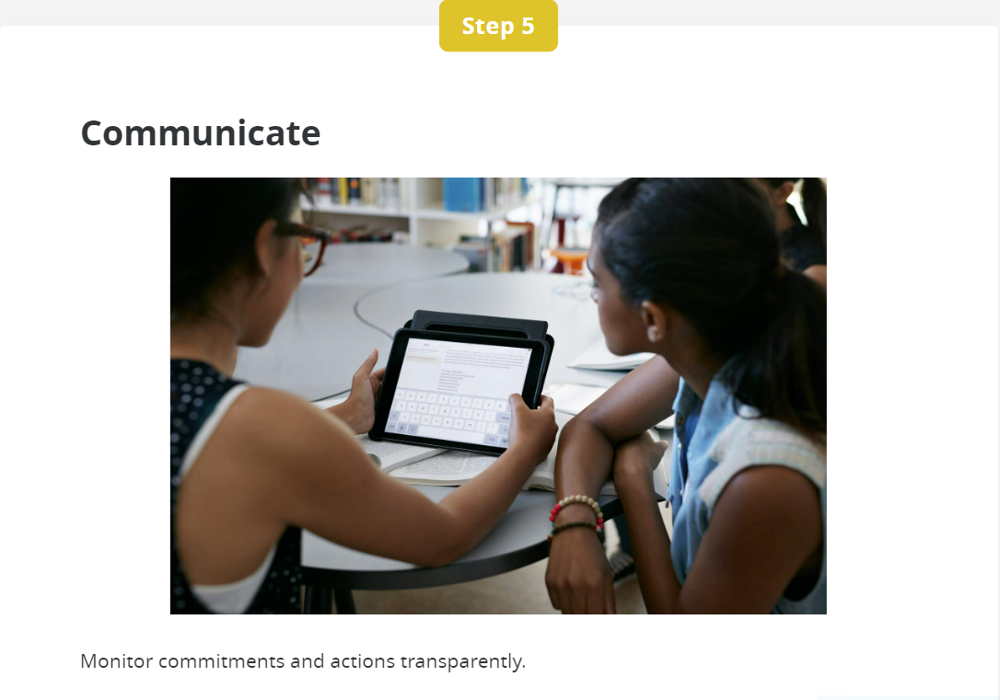 Step 5
Communicate
Monitor commitments and actions transparently.